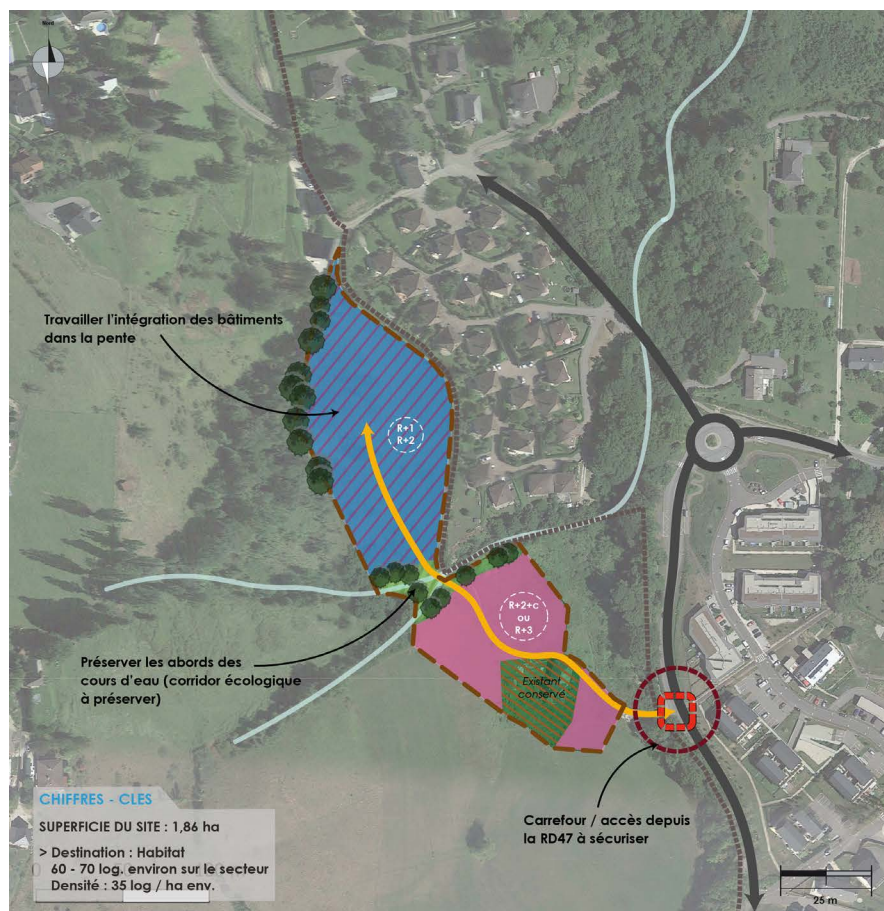 Nord
Travailler l'intégration des bâtiments
dans la pente
R+1
R+2
R+2+c
ou
R+3
Existant
conservé
Préserver les abords des
cours d'eau (corridor écologique
à préserver)
Carrefour / accès depuis
la RD47 à sécuriser
CHIFFRES - CLES
SUPERFICIE DU SITE : 1,86 ha
> Destination : Habitat
60 - 70 log. environ sur le secteur
Densité : 35 log / ha env.
25 m